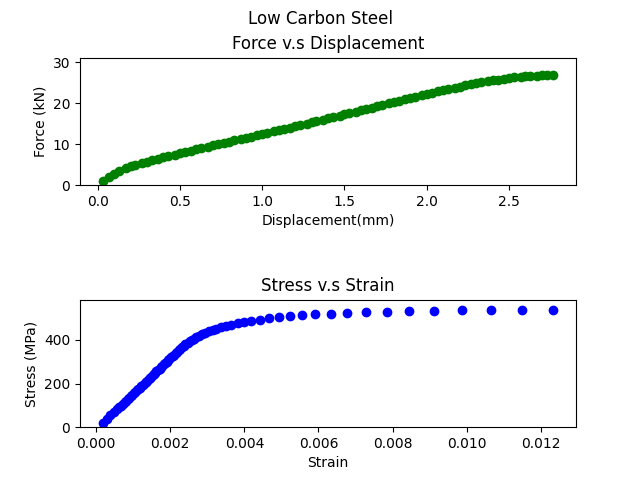 Low Carbon Steel
Force v.s Displacement
30
20
10
0
Force (kN)
0.0 0.5 1.0 1.5 2.0 2.5
Displacement(mm)
Stress v.s Strain
400
200
0
Stress (MPa)
0.000 0.002 0.004 0.006 0.008 0.010 0.012
Strain